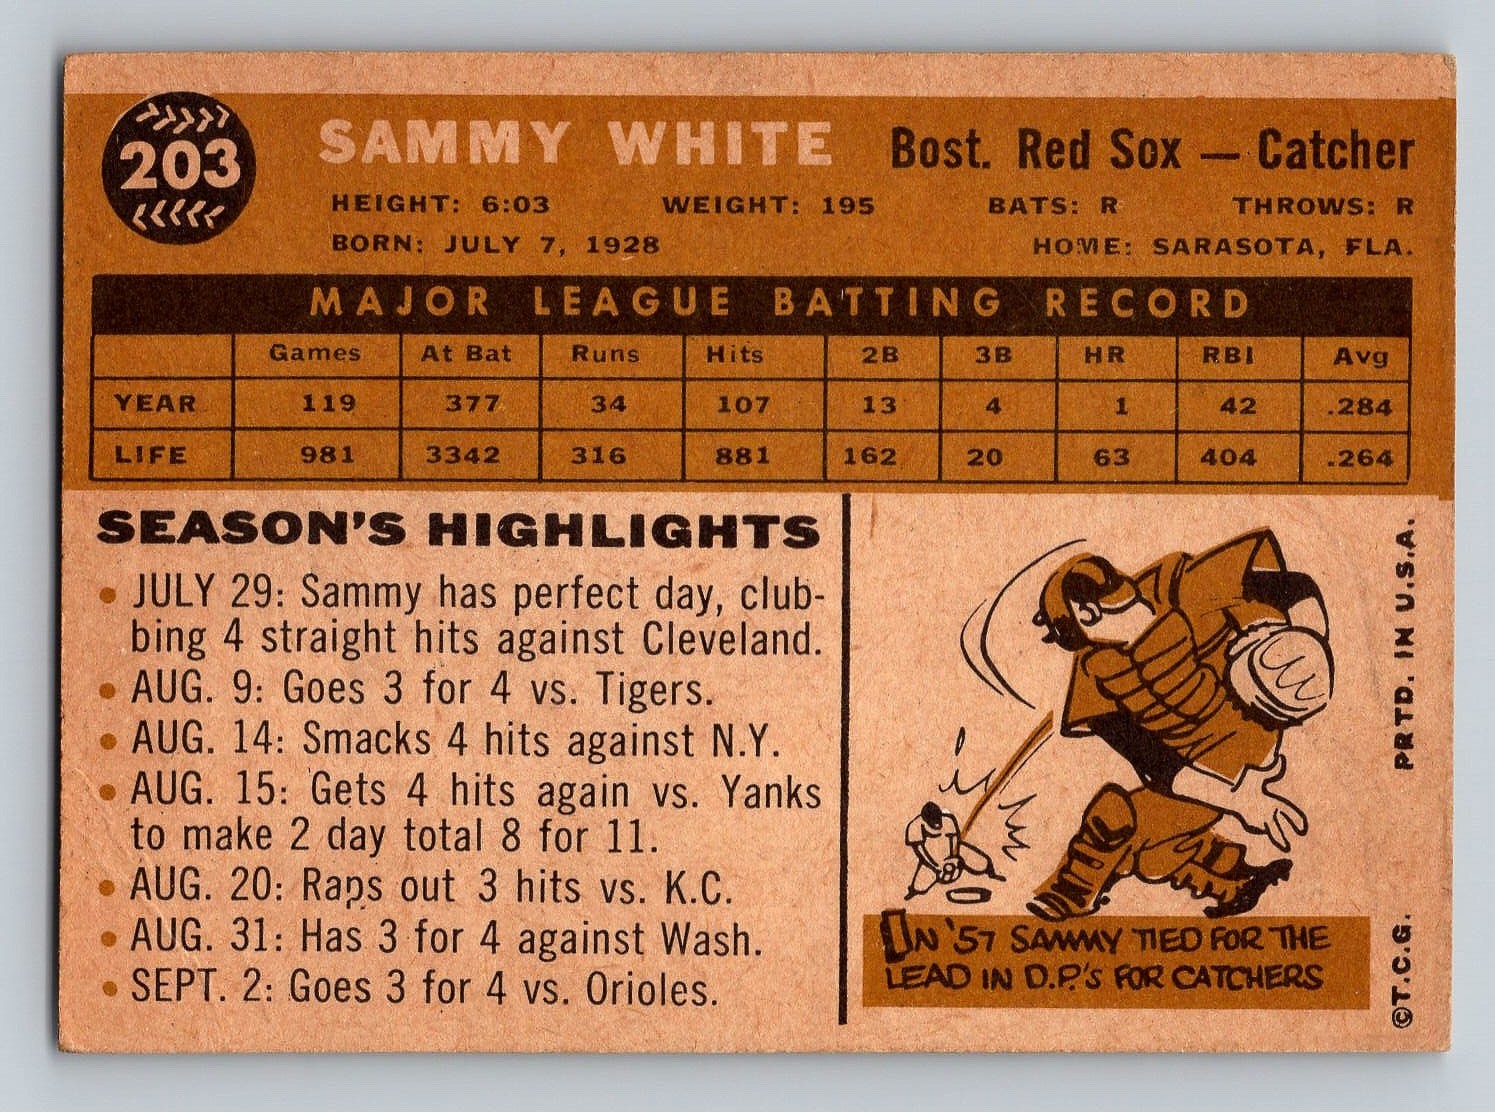 203
SAMMY WHITE
Bost. Red Sox — Catcher
HEIGHT: 6:03 WEIGHT: 195 BATS: R THROWS: R
BORN: JULY 7, 1928 HOME: SARASOTA, FLA.
MAJOR LEAGUE BATTING RECORD
Games At Bat Runs Hits 2B 3B HR RBI Avg
YEAR 119 377 34 107 13 4 1 42 .284
LIFE 981 3342 316 881 162 20 63 404 .264
SEASON'S HIGHLIGHTS
• JULY 29: Sammy has perfect day, club-
bing 4 straight hits against Cleveland.
• AUG. 9: Goes 3 for 4 vs. Tigers.
• AUG. 14: Smacks 4 hits against N.Y.
• AUG. 15: Gets 4 hits again vs. Yanks
to make 2 day total 8 for 11.
• AUG. 20: Raps out 3 hits vs. K.C.
• AUG. 31: Has 3 for 4 against Wash.
• SEPT. 2: Goes 3 for 4 vs. Orioles.
IN '57 SAMMY TIED FOR THE
LEAD IN D.P.'S FOR CATCHERS
©T.C.G. PRTD. IN U.S.A.